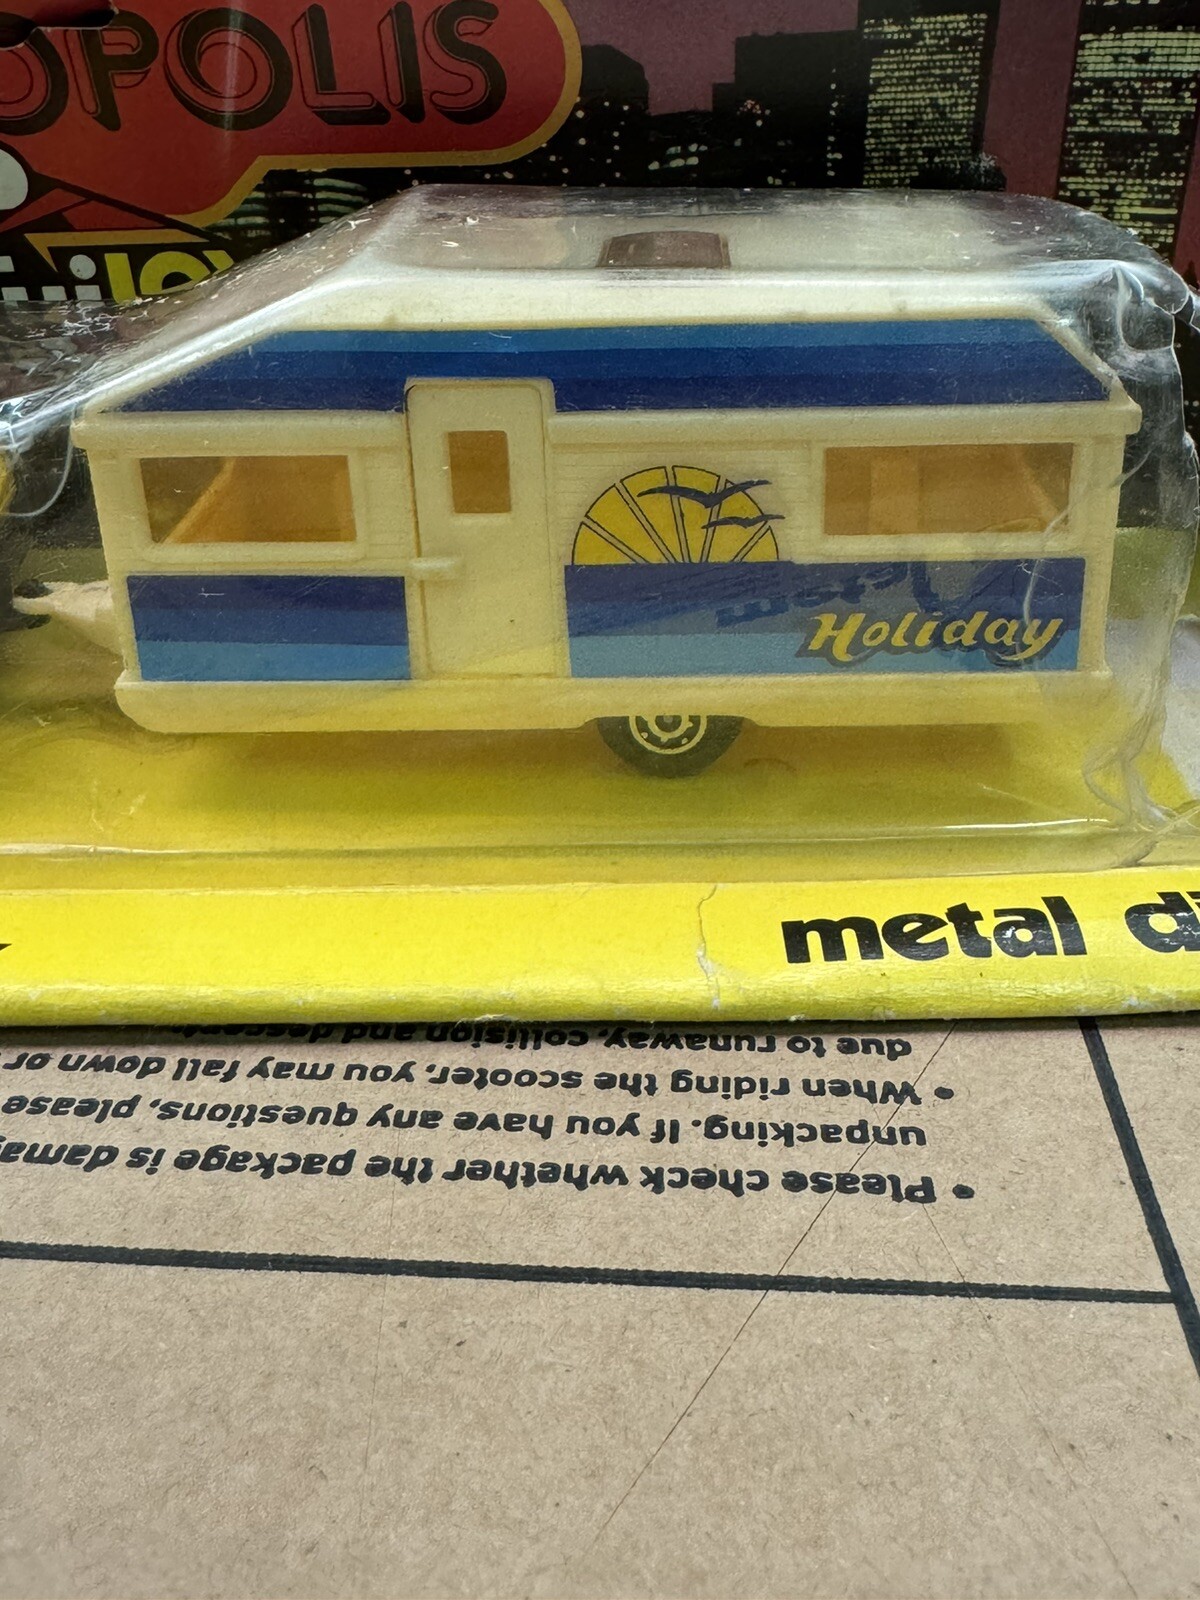 OPOLIS
Holiday
metal di
• Please check whether the package is damag
unpacking. If you have any questions, please
• When riding the scooter, you may fall down or
due to runaway, collision and descent